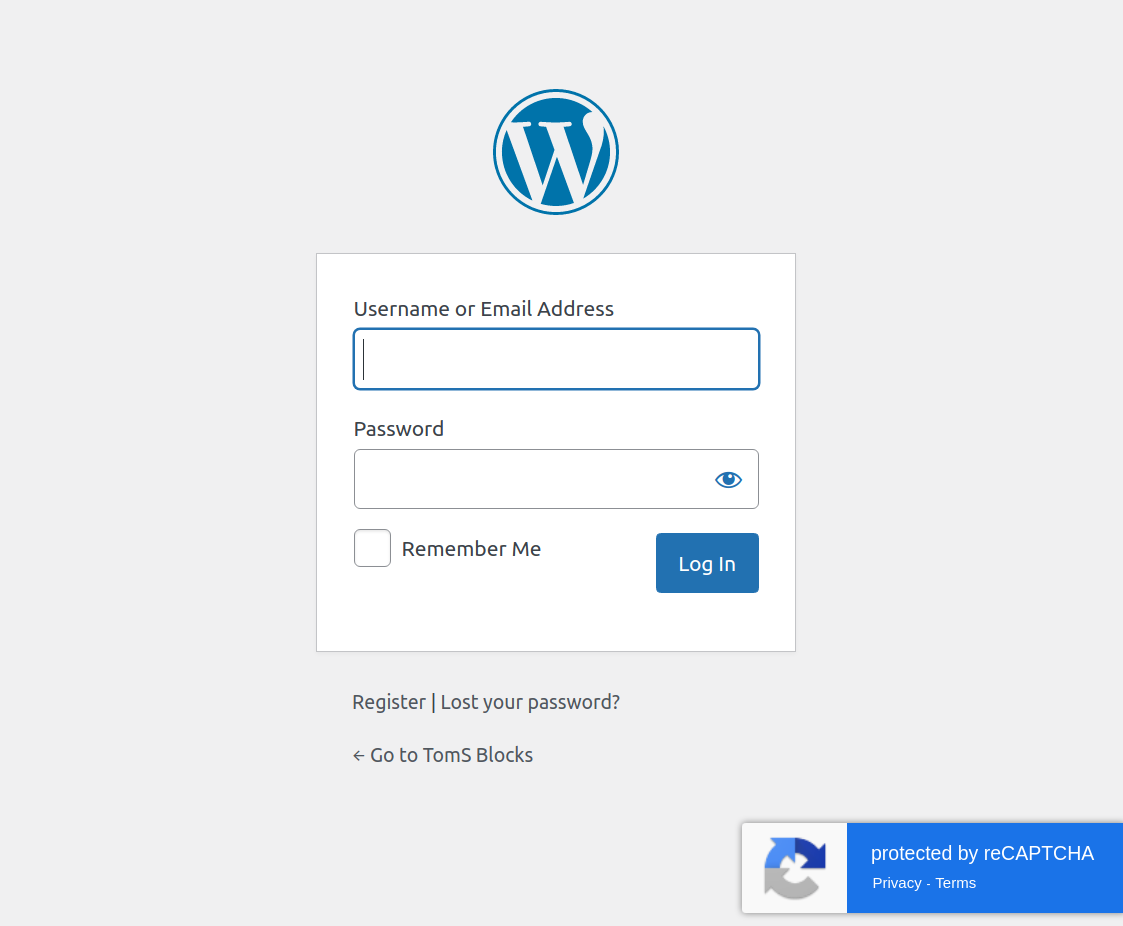 Username or Email Address
Password
Remember Me
Log In
Register | Lost your password?
← Go to TomS Blocks
protected by reCAPTCHA
Privacy - Terms